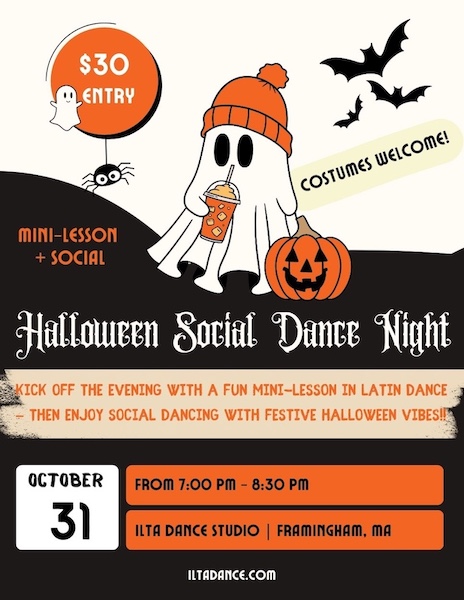 $30
ENTRY
COSTUMES WELCOME!
MINI-LESSON
+ SOCIAL
Halloween Social Dance Night
KICK OFF THE EVENING WITH A FUN MINI-LESSON IN LATIN DANCE
- THEN ENJOY SOCIAL DANCING WITH FESTIVE HALLOWEEN VIBES!!
OCTOBER
31
FROM 7:00 PM - 8:30 PM
ILTA DANCE STUDIO | FRAMINGHAM, MA
ILTADANCE.COM